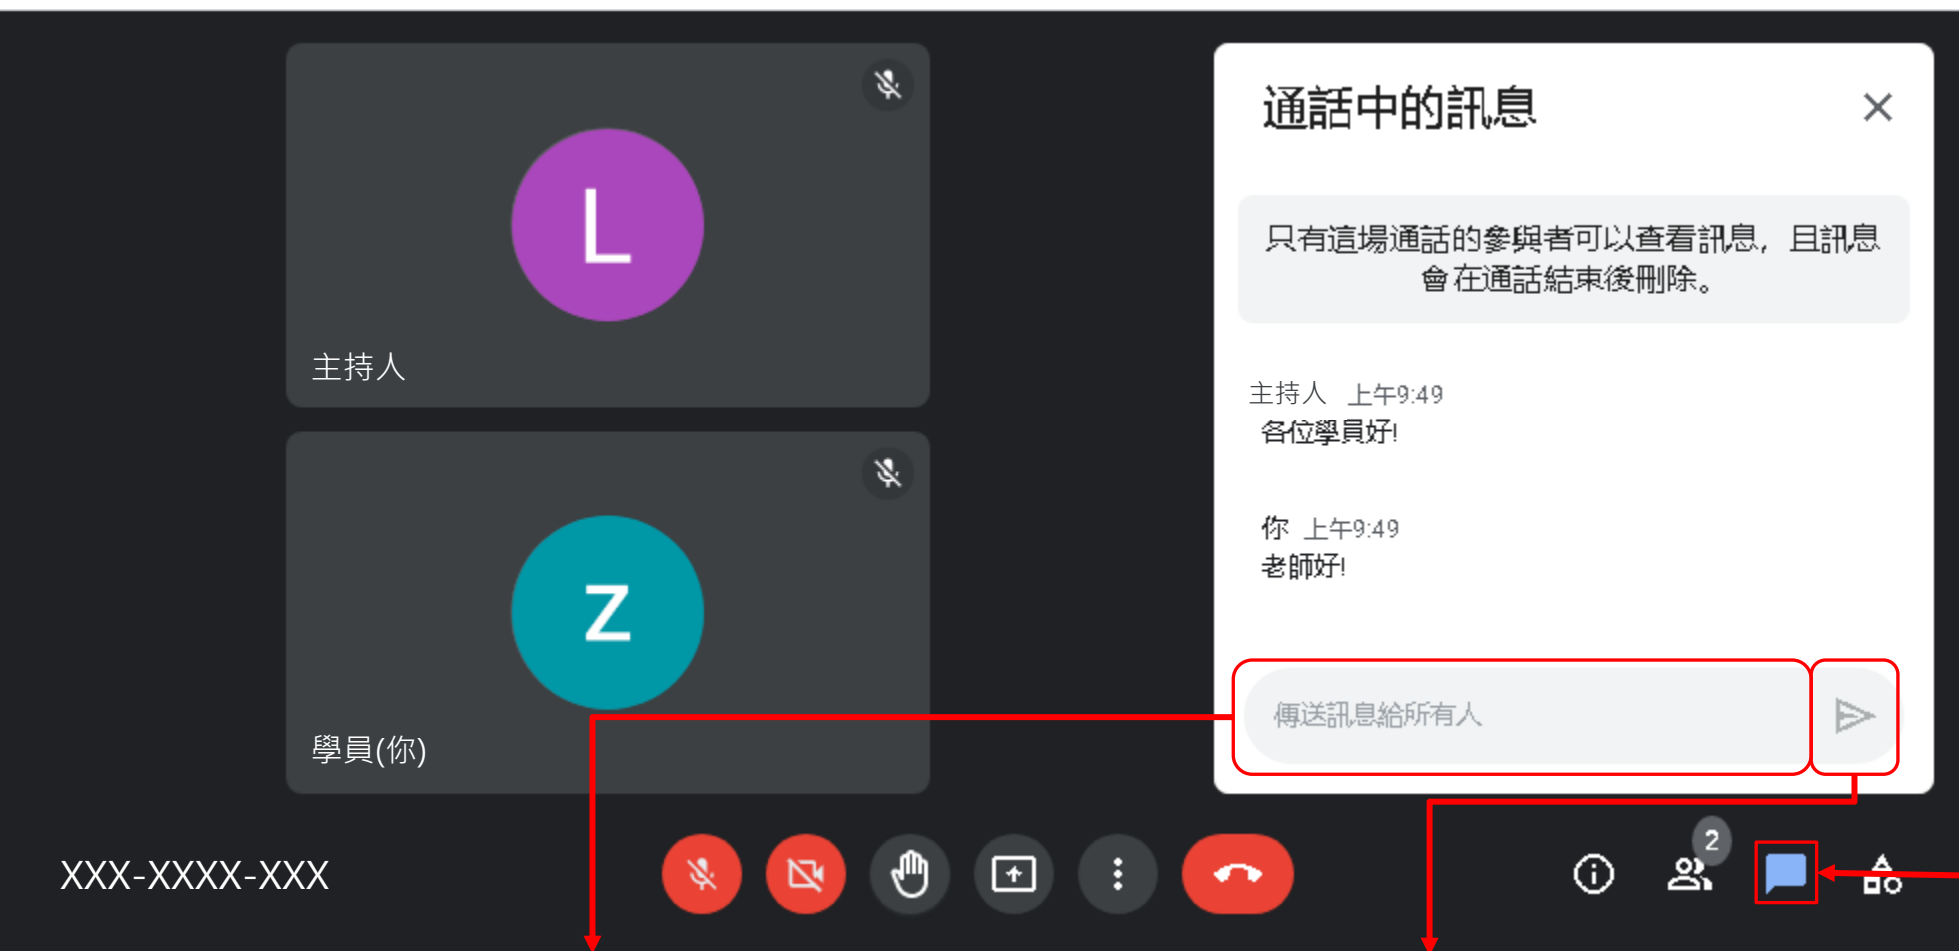 L
主持人
Z
學員(你)
通話中的訊息
只有這場通話的參與者可以查看訊息，且訊息
會在通話結束後刪除。
主持人 上午9:49
各位學員好!
你 上午9:49
老師好!
傳送訊息給所有人
XXX-XXXX-XXX
2